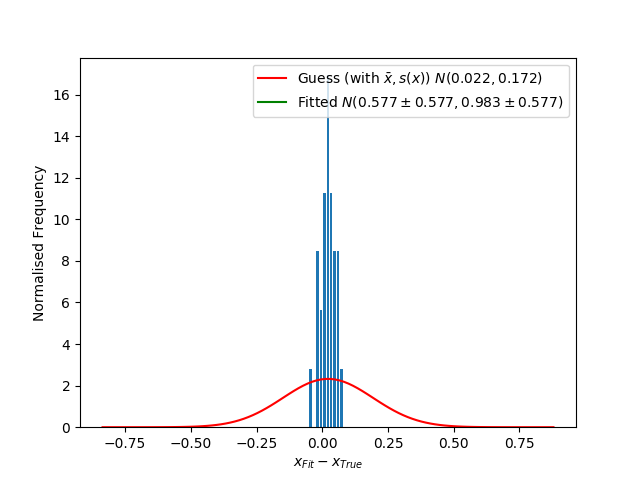 Guess (with x̄, s(x)) N(0.022, 0.172)
Fitted N(0.577 ± 0.577, 0.983 ± 0.577)
Normalised Frequency
16
14
12
10
8
6
4
2
0
−0.75 −0.50 −0.25 0.00 0.25 0.50 0.75
x_Fit − x_True